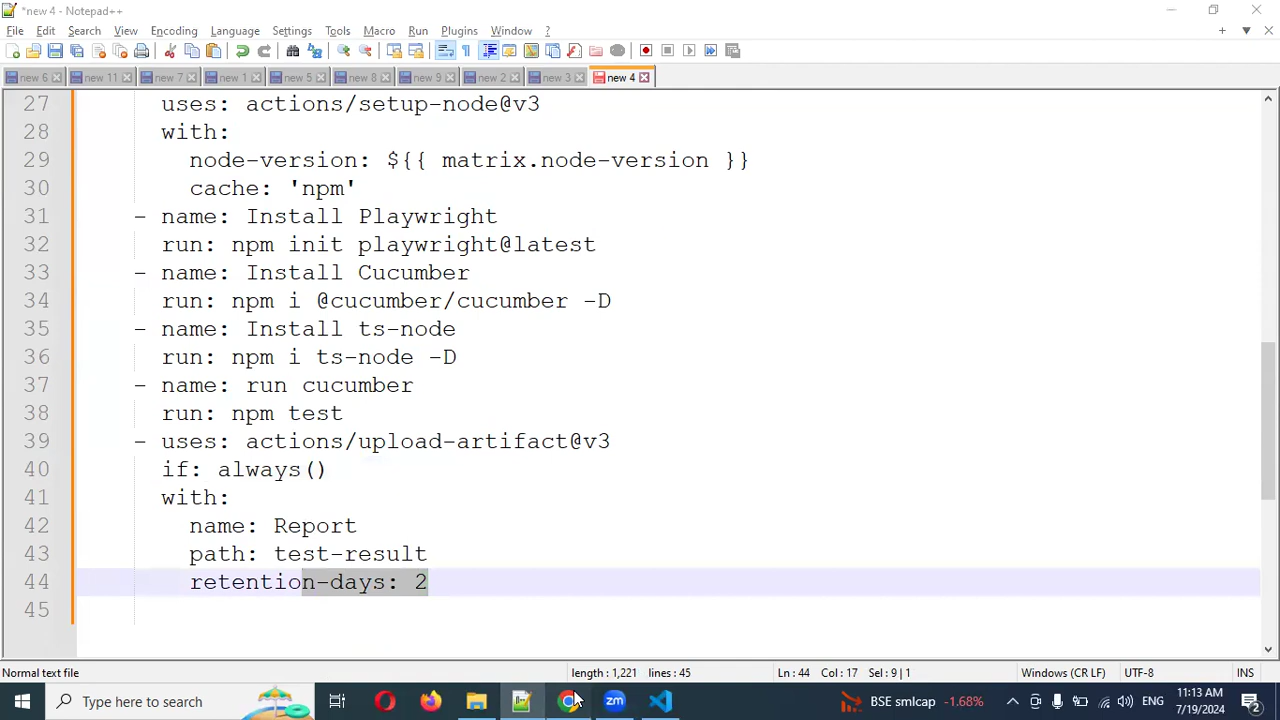 *new 4 - Notepad++
File Edit Search View Encoding Language Settings Tools Macro Run Plugins Window ?
new 6 new 11 new 7 new 1 new 5 new 8 new 9 new 2 new 3 new 4
27 uses: actions/setup-node@v3
28 with:
29 node-version: ${{ matrix.node-version }}
30 cache: 'npm'
31 - name: Install Playwright
32 run: npm init playwright@latest
33 - name: Install Cucumber
34 run: npm i @cucumber/cucumber -D
35 - name: Install ts-node
36 run: npm i ts-node -D
37 - name: run cucumber
38 run: npm test
39 - uses: actions/upload-artifact@v3
40 if: always()
41 with:
42 name: Report
43 path: test-result
44 retention-days: 2
45
Normal text file length : 1,221 lines : 45 Ln : 44 Col : 17 Sel : 9 | 1 Windows (CR LF) UTF-8 INS
Type here to search zm BSE smlcap -1.68% ENG 11:13 AM
7/19/2024 2